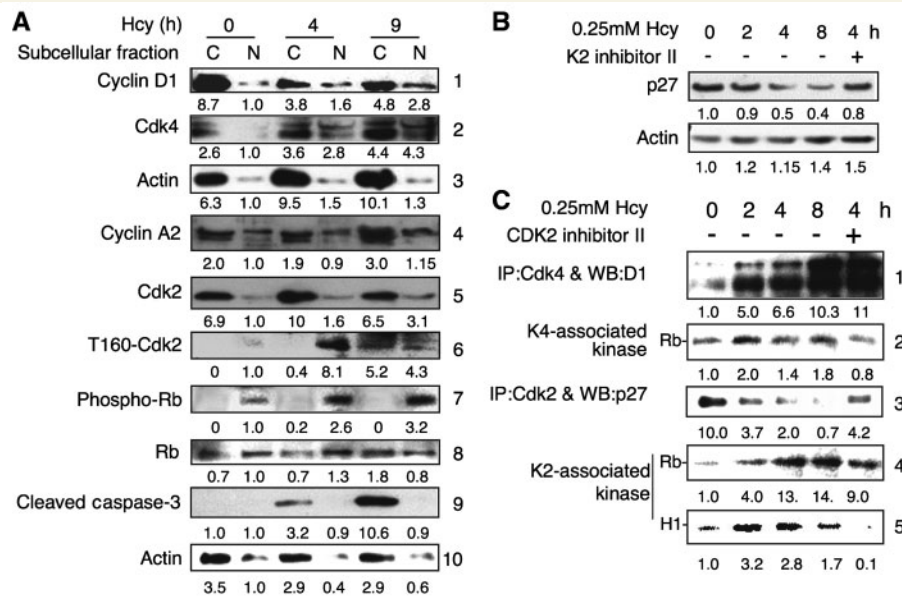 A
Hcy (h) 0 4 9
Subcellular fraction C N C N C N
Cyclin D1 1
8.7 1.0 3.8 1.6 4.8 2.8
Cdk4 2
2.6 1.0 3.6 2.8 4.4 4.3
Actin 3
6.3 1.0 9.5 1.5 10.1 1.3
Cyclin A2 4
2.0 1.0 1.9 0.9 3.0 1.15
Cdk2 5
6.9 1.0 10 1.6 6.5 3.1
T160-Cdk2 6
0 1.0 0.4 8.1 5.2 4.3
Phospho-Rb 7
0 1.0 0.2 2.6 0 3.2
Rb 8
0.7 1.0 0.7 1.3 1.8 0.8
Cleaved caspase-3 9
1.0 1.0 3.2 0.9 10.6 0.9
Actin 10
3.5 1.0 2.9 0.4 2.9 0.6
B
0.25mM Hcy 0 2 4 8 4 h
K2 inhibitor II - - - - +
p27
1.0 0.9 0.5 0.4 0.8
Actin
1.0 1.2 1.15 1.4 1.5
C
0.25mM Hcy 0 2 4 8 4 h
CDK2 inhibitor II - - - - +
IP:Cdk4 & WB:D1 1
1.0 5.0 6.6 10.3 11
K4-associated kinase Rb- 2
1.0 2.0 1.4 1.8 0.8
IP:Cdk2 & WB:p27 3
10.0 3.7 2.0 0.7 4.2
K2-associated kinase Rb- 4
1.0 4.0 13. 14. 9.0
H1- 5
1.0 3.2 2.8 1.7 0.1